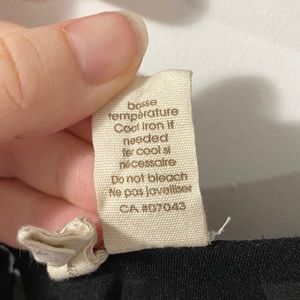 basse
température
Cool iron if
needed
fer cool si
nécessaire
Do not bleach
Ne pas javelliser
CA #07043